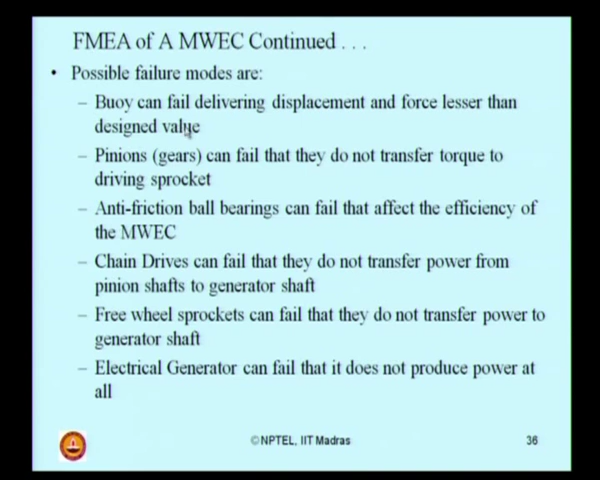 FMEA of A MWEC Continued . . .
• Possible failure modes are:
– Buoy can fail delivering displacement and force lesser than
designed value
– Pinions (gears) can fail that they do not transfer torque to
driving sprocket
– Anti-friction ball bearings can fail that affect the efficiency of
the MWEC
– Chain Drives can fail that they do not transfer power from
pinion shafts to generator shaft
– Free wheel sprockets can fail that they do not transfer power to
generator shaft
– Electrical Generator can fail that it does not produce power at
all
©NPTEL, IIT Madras
36